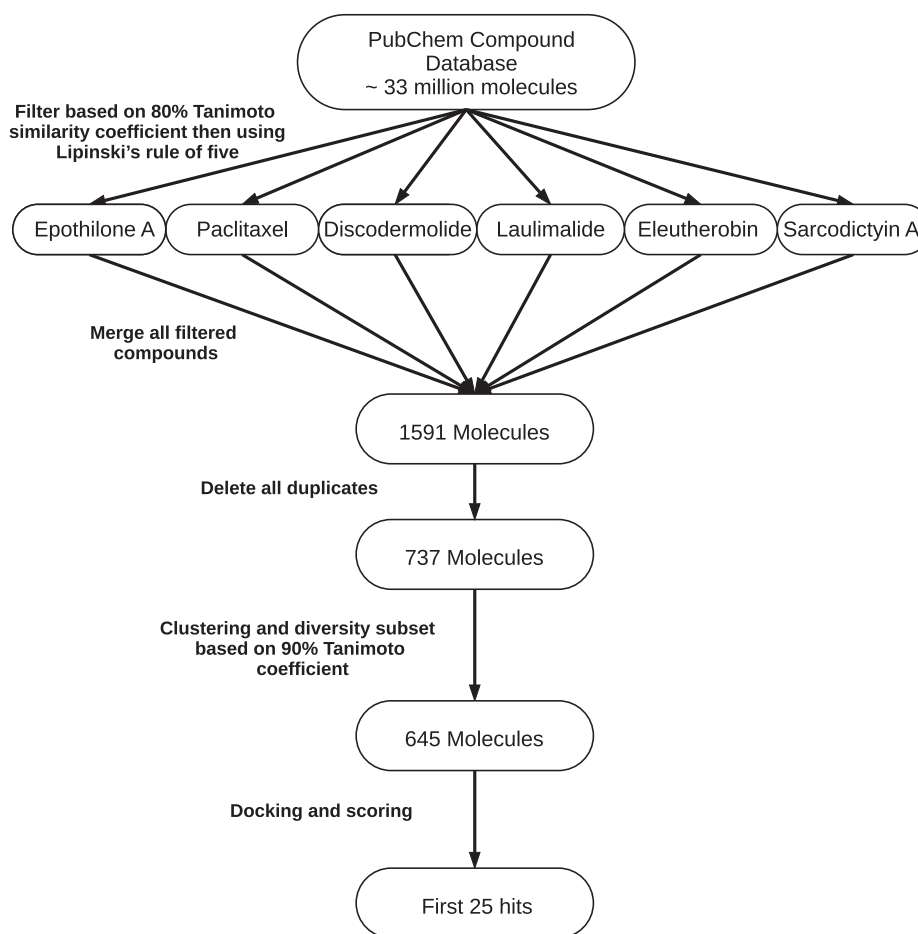 PubChem Compound
Database
~ 33 million molecules
Filter based on 80% Tanimoto
similarity coefficient then using
Lipinski’s rule of five
Epothilone A
Paclitaxel
Discodermolide
Laulimalide
Eleutherobin
Sarcodictyin A
Merge all filtered
compounds
1591 Molecules
Delete all duplicates
737 Molecules
Clustering and diversity subset
based on 90% Tanimoto
coefficient
645 Molecules
Docking and scoring
First 25 hits